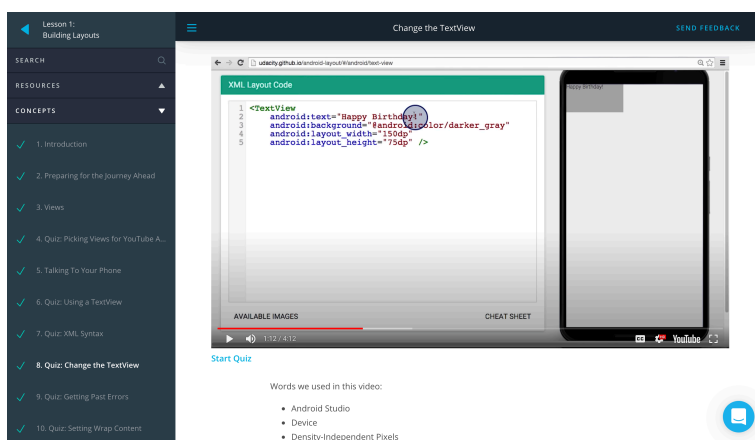 Lesson 1:
Building Layouts
Change the TextView
SEND FEEDBACK
SEARCH
RESOURCES
CONCEPTS
1. Introduction
2. Preparing for the Journey Ahead
3. Views
4. Quiz: Picking Views for YouTube A...
5. Talking To Your Phone
6. Quiz: Using a TextView
7. Quiz: XML Syntax
8. Quiz: Change the TextView
9. Quiz: Getting Past Errors
10. Quiz: Setting Wrap Content
udacity.github.io/android-layout/#/android/text-view
XML Layout Code
1 <TextView
2 android:text="Happy Birthday!"
3 android:background="@android:color/darker_gray"
4 android:layout_width="150dp"
5 android:layout_height="75dp" />
Happy Birthday!
AVAILABLE IMAGES
CHEAT SHEET
1:12 / 4:12
CC
YouTube
Start Quiz
Words we used in this video:
• Android Studio
• Device
• Density-Independent Pixels